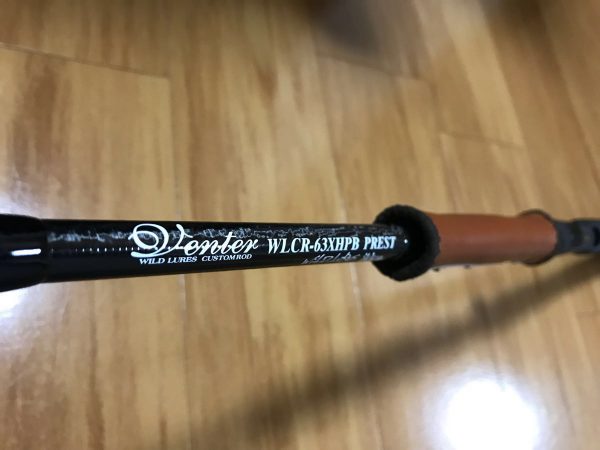 Venter WLCR-63XHPB PREST
WILD LURES CUSTOM ROD